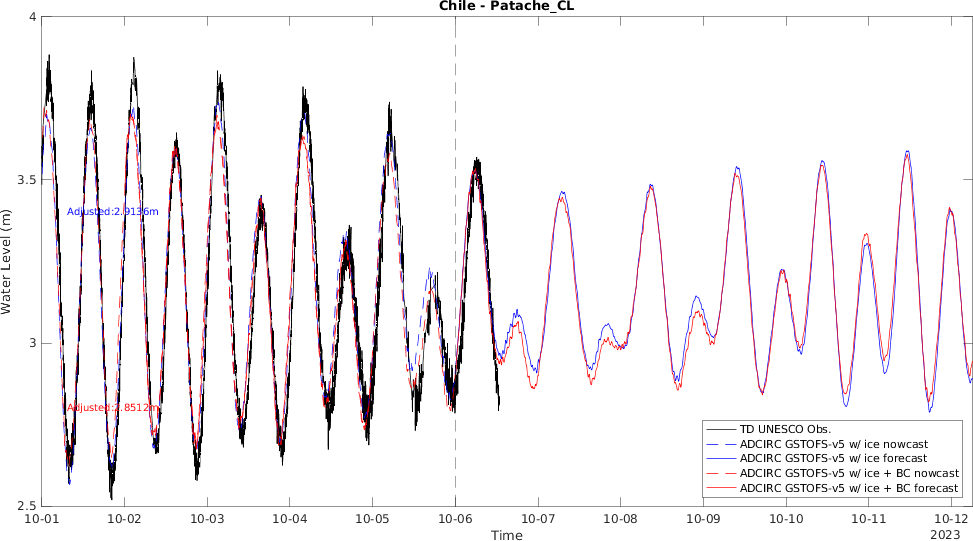 Chile - Patache_CL
4
3.5
3
2.5
Water Level (m)
Adjusted:2.9136m
Adjusted:2.8512m
TD UNESCO Obs.
ADCIRC GSTOFS-v5 w/ ice nowcast
ADCIRC GSTOFS-v5 w/ ice forecast
ADCIRC GSTOFS-v5 w/ ice + BC nowcast
ADCIRC GSTOFS-v5 w/ ice + BC forecast
10-01 10-02 10-03 10-04 10-05 10-06 10-07 10-08 10-09 10-10 10-11 10-12
2023
Time